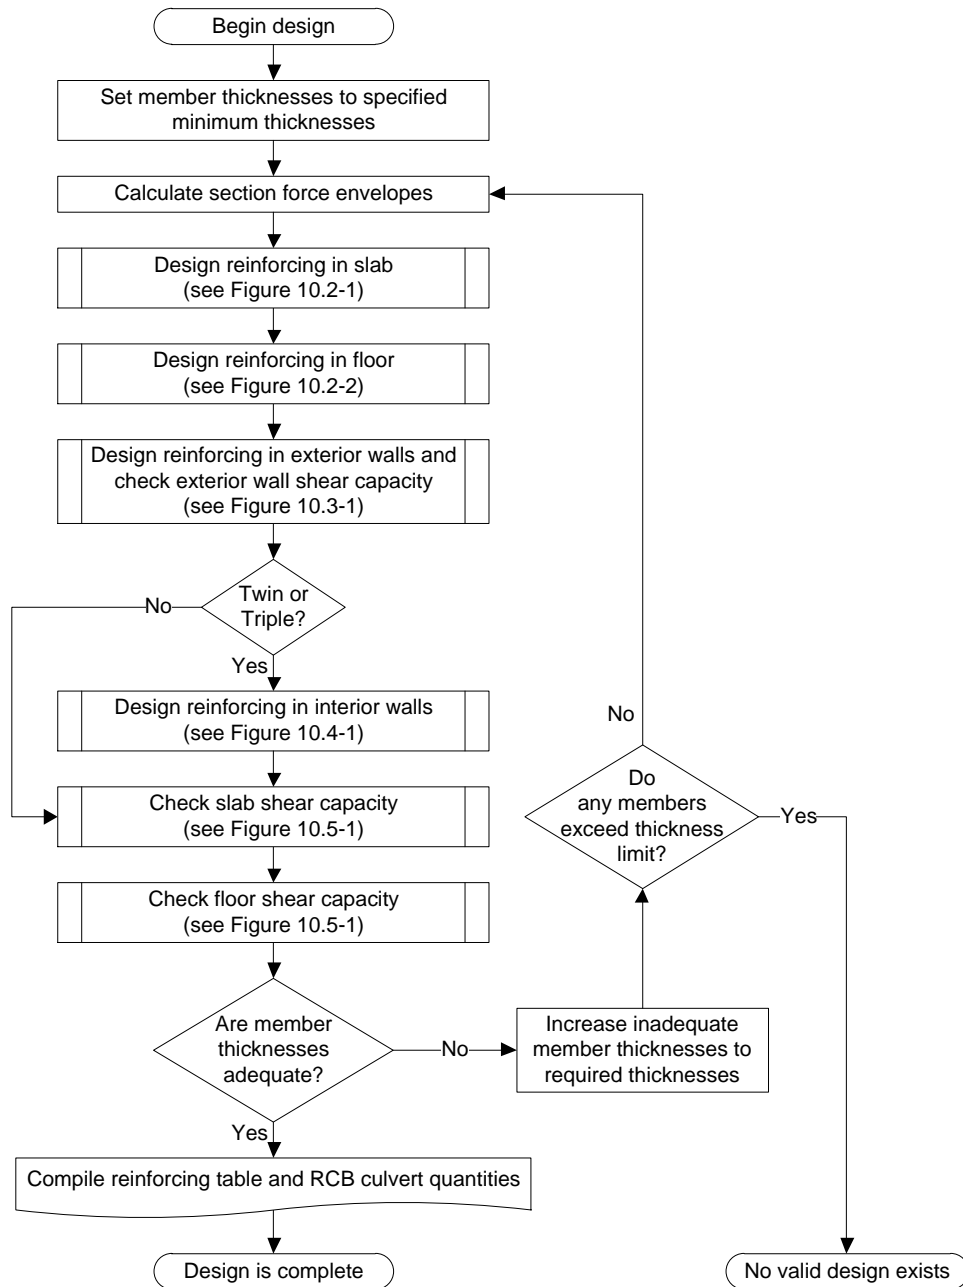 Begin design
Set member thicknesses to specified
minimum thicknesses
Calculate section force envelopes
Design reinforcing in slab
(see Figure 10.2-1)
Design reinforcing in floor
(see Figure 10.2-2)
Design reinforcing in exterior walls and
check exterior wall shear capacity
(see Figure 10.3-1)
Twin or
Triple?
No
Yes
Design reinforcing in interior walls
(see Figure 10.4-1)
Check slab shear capacity
(see Figure 10.5-1)
Check floor shear capacity
(see Figure 10.5-1)
Are member
thicknesses
adequate?
No
Increase inadequate
member thicknesses to
required thicknesses
Do
any members
exceed thickness
limit?
No
Yes
Yes
Compile reinforcing table and RCB culvert quantities
Design is complete
No valid design exists